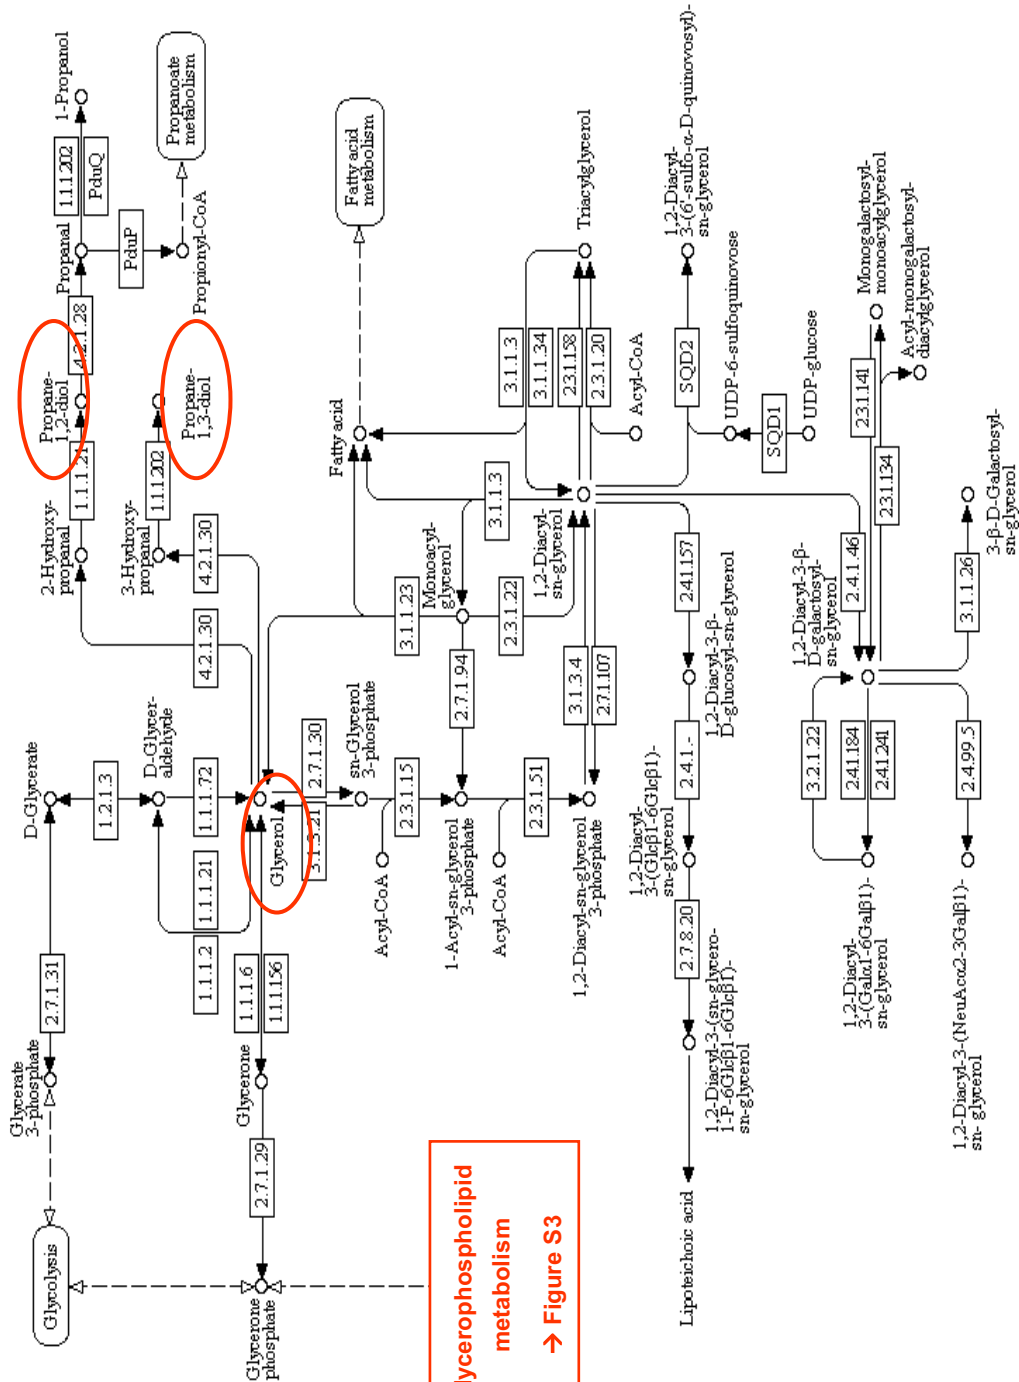 Glycolysis
Glycerate
3-phosphate
2.7.1.31
D-Glycerate
1.2.1.3
D-Glycer-
aldehyde
1.1.1.2
1.1.1.21
1.1.1.72
Glycerone
phosphate
2.7.1.29
Glycerone
1.1.1.6
1.1.1.156
Glycerol
3.1.3.21
2.7.1.30
sn-Glycerol
3-phosphate
4.2.1.30
4.2.1.30
2-Hydroxy-
propanal
1.1.1.21
Propane-
1,2-diol
4.2.1.28
Propanal
1.1.1.202
PduQ
1-Propanol
PduP
Propionyl-CoA
Propanoate
metabolism
3-Hydroxy-
propanal
1.1.1.202
Propane-
1,3-diol
lycerophospholipid
metabolism
→ Figure S3
Acyl-CoA
2.3.1.15
1-Acyl-sn-glycerol
3-phosphate
2.7.1.94
3.1.1.23
Monoacyl-
glycerol
Fatty acid
Fatty acid
metabolism
Acyl-CoA
2.3.1.51
2.3.1.22
3.1.1.3
1,2-Diacyl-sn-glycerol
3-phosphate
3.1.3.4
2.7.1.107
1,2-Diacyl-
sn-glycerol
3.1.1.3
3.1.1.34
2.3.1.158
2.3.1.20
Acyl-CoA
Triacylglycerol
Lipoteichoic acid
1,2-Diacyl-3-(sn-glycero-
1-P-6Glcβ1-6Glcβ1)-
sn-glycerol
2.7.8.20
1,2-Diacyl-
3-(Glcβ1-6Glcβ1)-
sn-glycerol
2.4.1.-
1,2-Diacyl-3-β-
D-glucosyl-sn-glycerol
2.4.1.157
SQD2
1,2-Diacyl-
3-(6'-sulfo-α-D-quinovosyl)-
sn-glycerol
UDP-6-sulfoquinovose
SQD1
UDP-glucose
1,2-Diacyl-
3-(Galα1-6Galβ1)-
sn-glycerol
3.2.1.22
2.4.1.184
2.4.1.241
1,2-Diacyl-3-β-
D-galactosyl-
sn-glycerol
2.4.1.46
2.3.1.141
2.3.1.134
Monogalactosyl-
monoacylglycerol
Acyl-monogalactosyl-
diacylglycerol
1,2-Diacyl-3-(NeuAcα2-3Galβ1)-
sn- glycerol
2.4.99.5
3.1.1.26
3-β-D-Galactosyl-
sn-glycerol